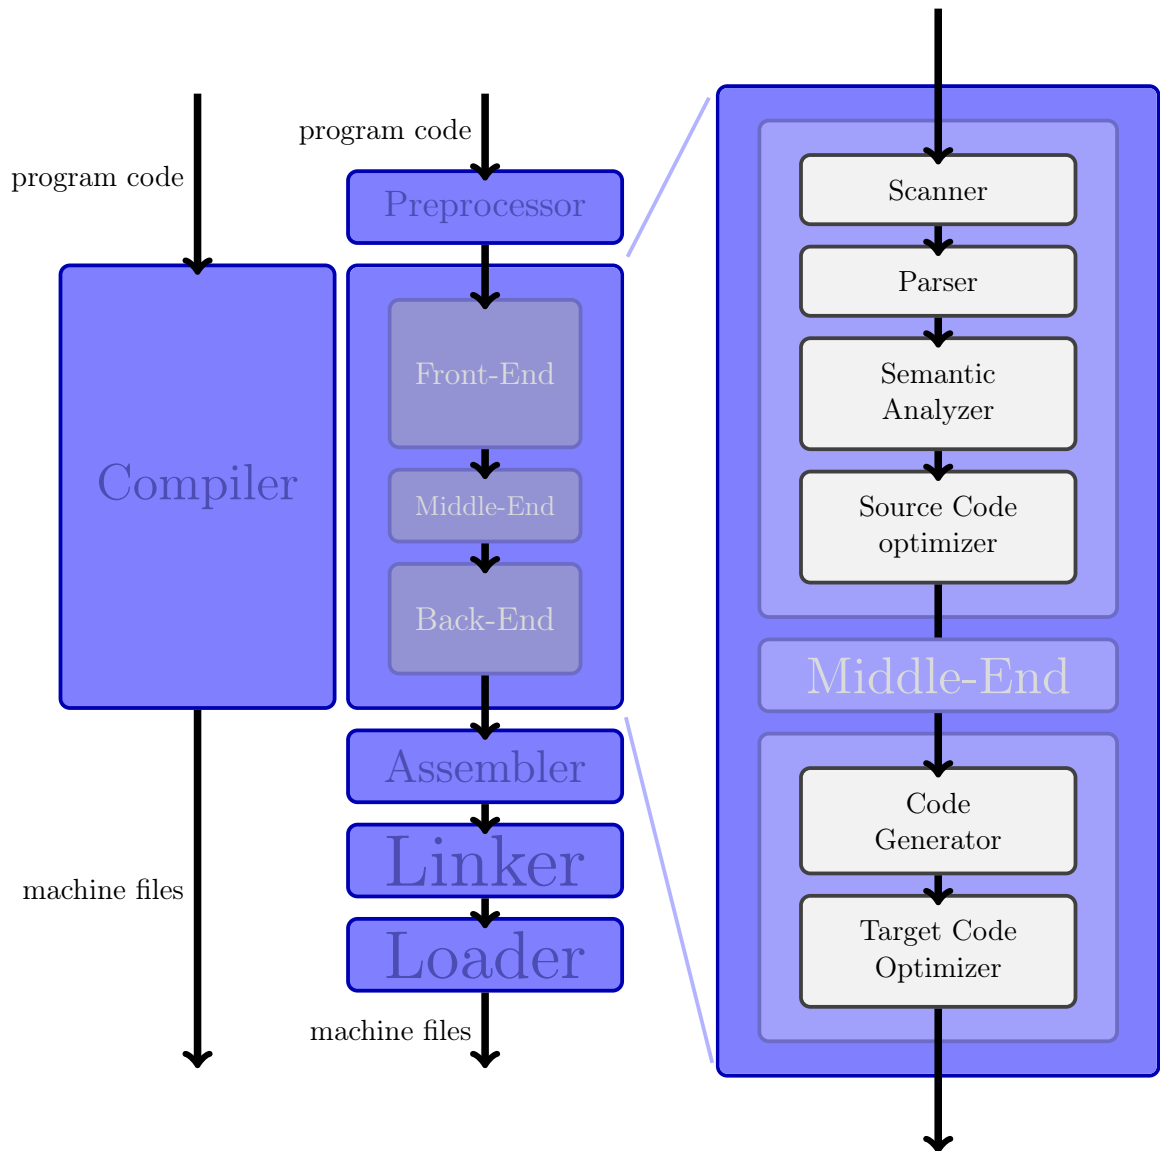 program code
Compiler
machine files
program code
Preprocessor
Front-End
Middle-End
Back-End
Assembler
Linker
Loader
machine files
Scanner
Parser
Semantic
Analyzer
Source Code
optimizer
Middle-End
Code
Generator
Target Code
Optimizer